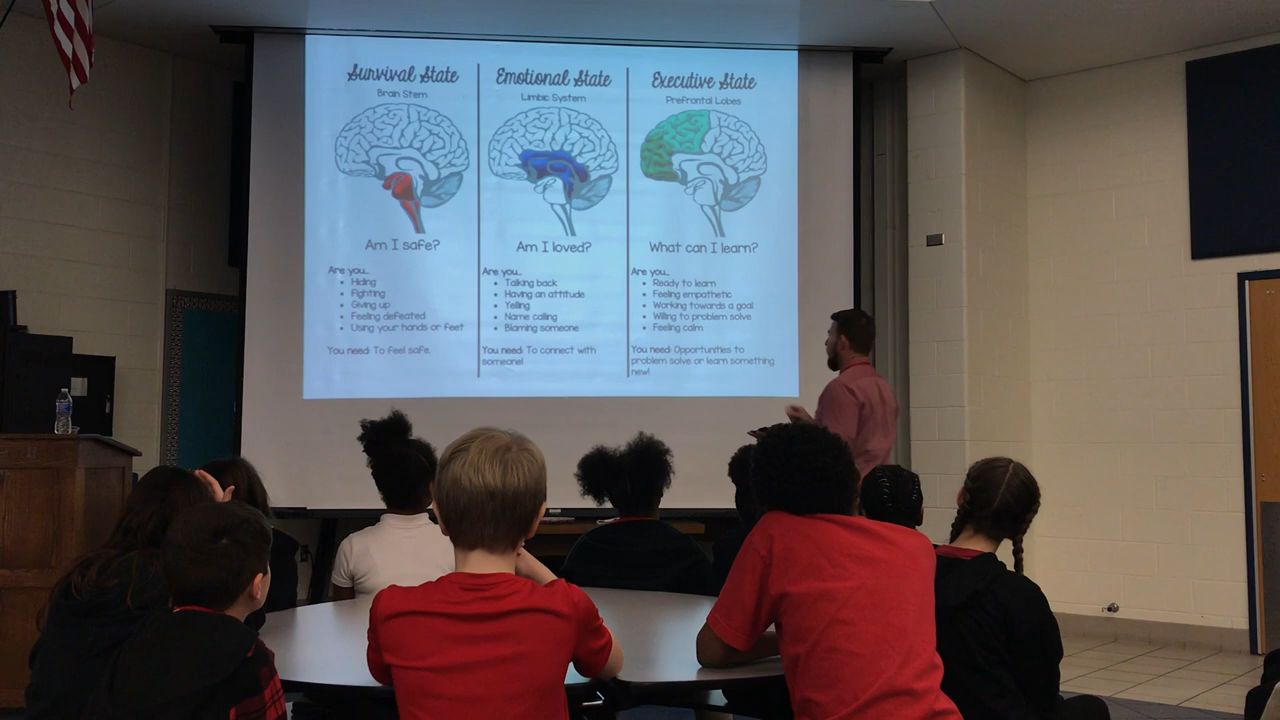 Survival State
Brain Stem
Am I safe?
Are you...
• Hiding
• Fighting
• Giving up
• Feeling defeated
• Using your hands or feet
You need: To feel safe.
Emotional State
Limbic System
Am I loved?
Are you...
• Talking back
• Having an attitude
• Yelling
• Name calling
• Blaming someone
You need: To connect with
someone!
Executive State
Prefrontal Lobes
What can I learn?
Are you...
• Ready to learn
• Feeling empathetic
• Working towards a goal
• Willing to problem solve
• Feeling calm
You need: Opportunities to
problem solve or learn something
new!